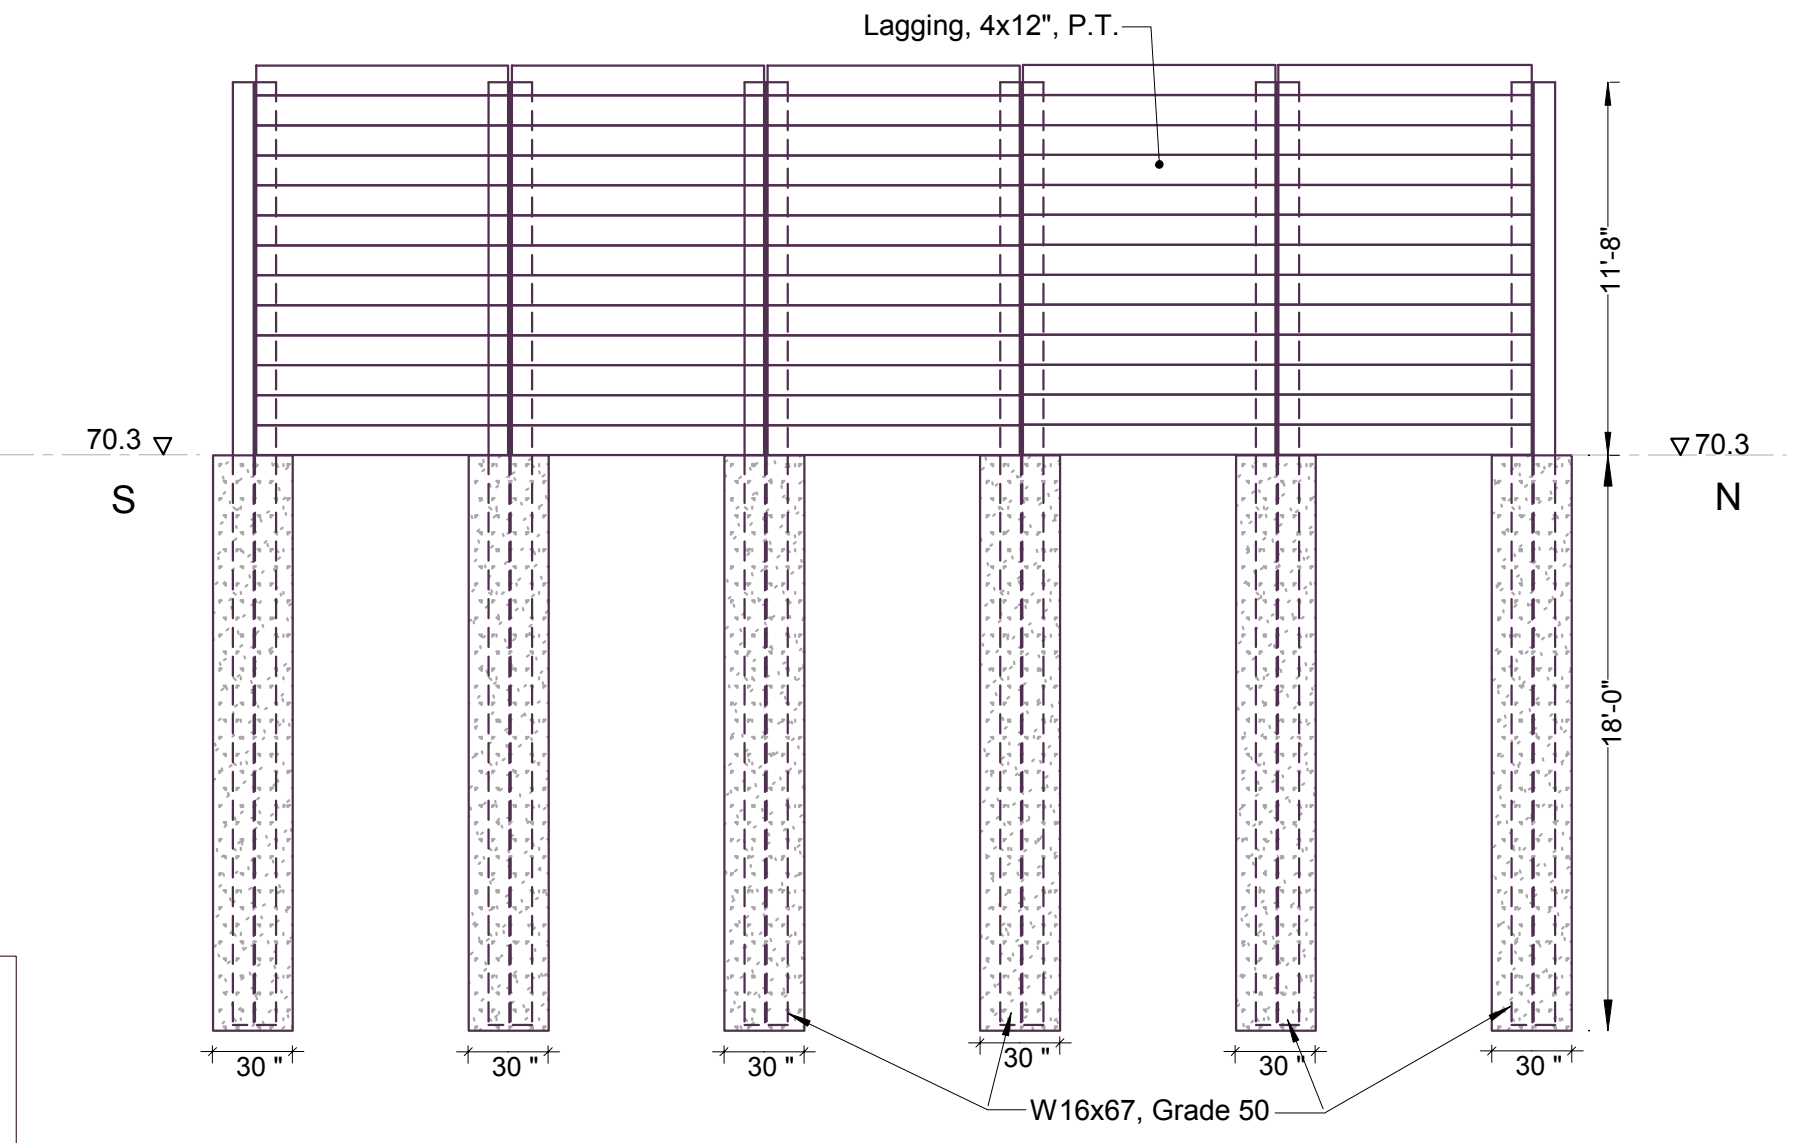 Lagging, 4x12", P.T.
11'-8"
70.3
70.3
S
N
18'-0"
30 "
30 "
30 "
30 "
30 "
30 "
W16x67, Grade 50